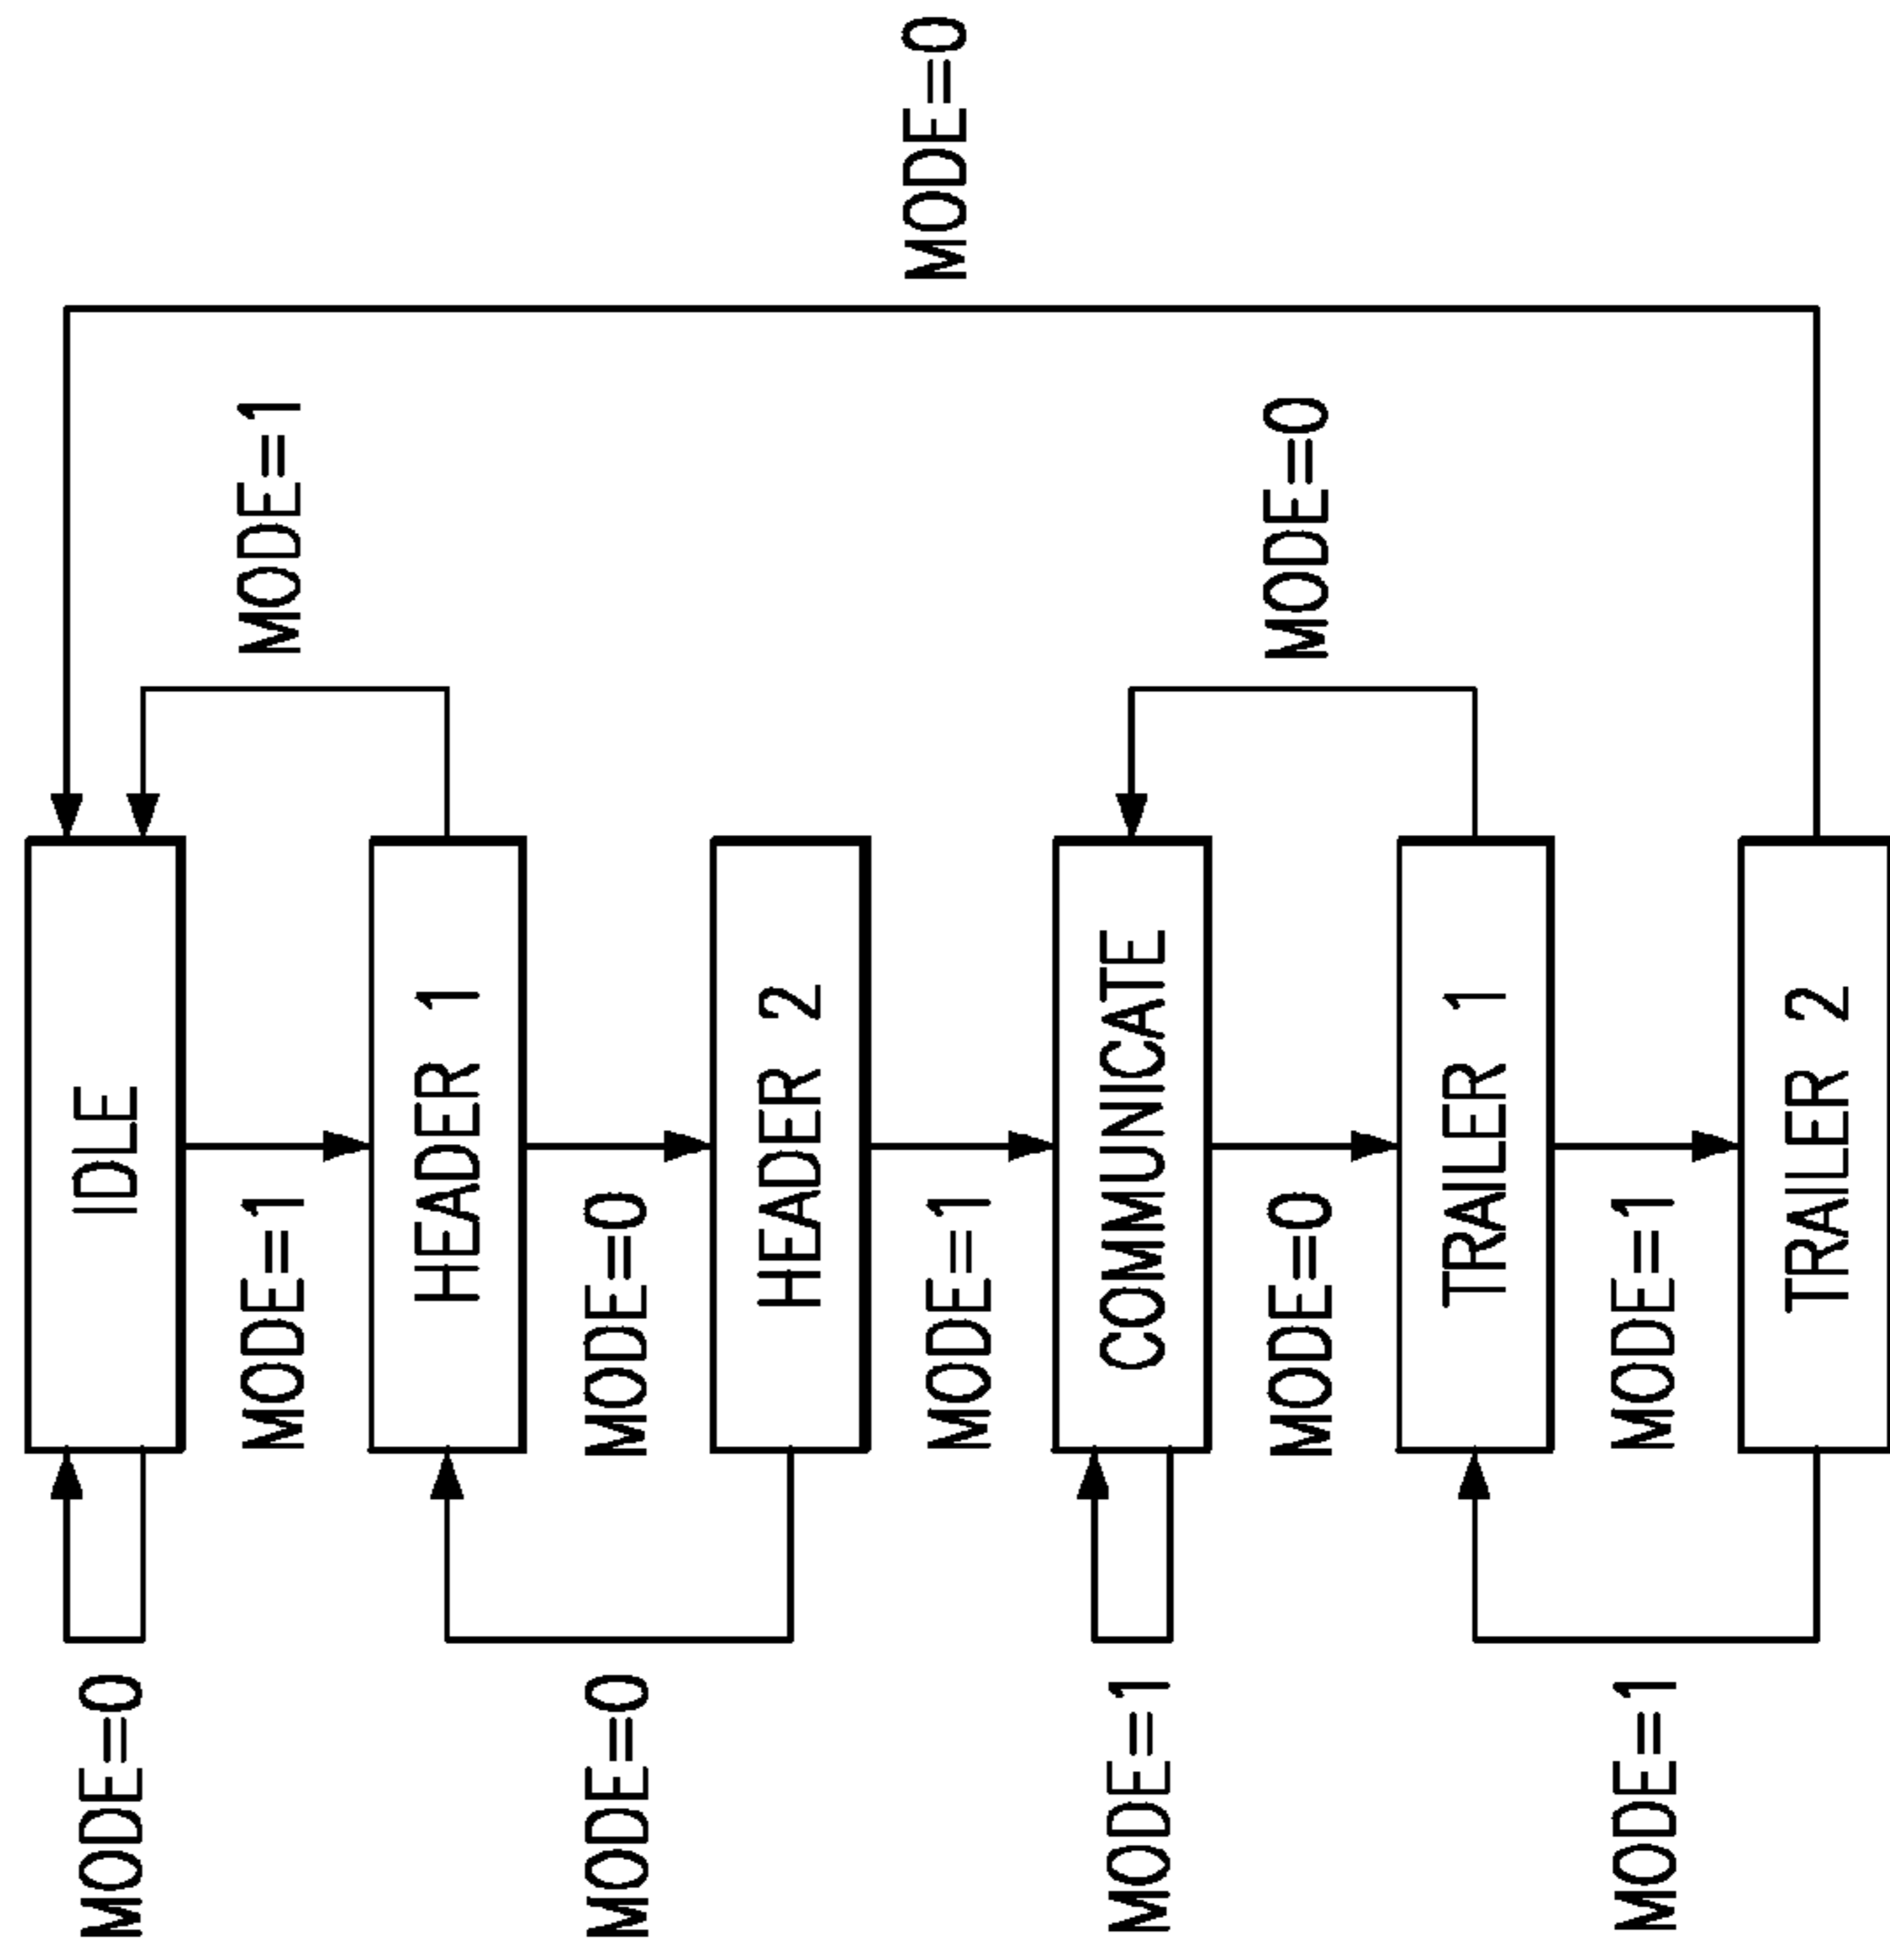 MODE=0
IDLE
MODE=1
MODE=1
MODE=0
HEADER 1
MODE=0
HEADER 2
MODE=0
MODE=1
MODE=1
COMMUNICATE
MODE=0
MODE=0
TRAILER 1
MODE=1
MODE=1
TRAILER 2